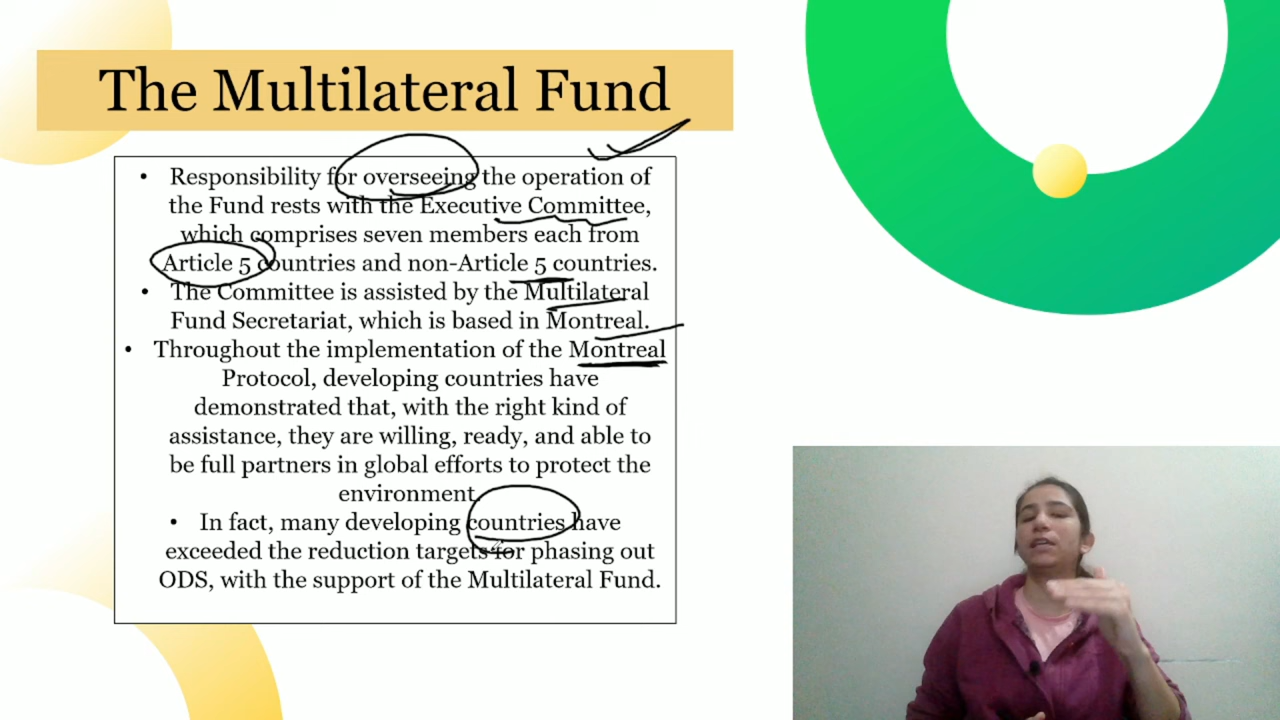 The Multilateral Fund
• Responsibility for overseeing the operation of
the Fund rests with the Executive Committee,
which comprises seven members each from
Article 5 countries and non-Article 5 countries.
• The Committee is assisted by the Multilateral
Fund Secretariat, which is based in Montreal.
• Throughout the implementation of the Montreal
Protocol, developing countries have
demonstrated that, with the right kind of
assistance, they are willing, ready, and able to
be full partners in global efforts to protect the
environment.
• In fact, many developing countries have
exceeded the reduction targets for phasing out
ODS, with the support of the Multilateral Fund.